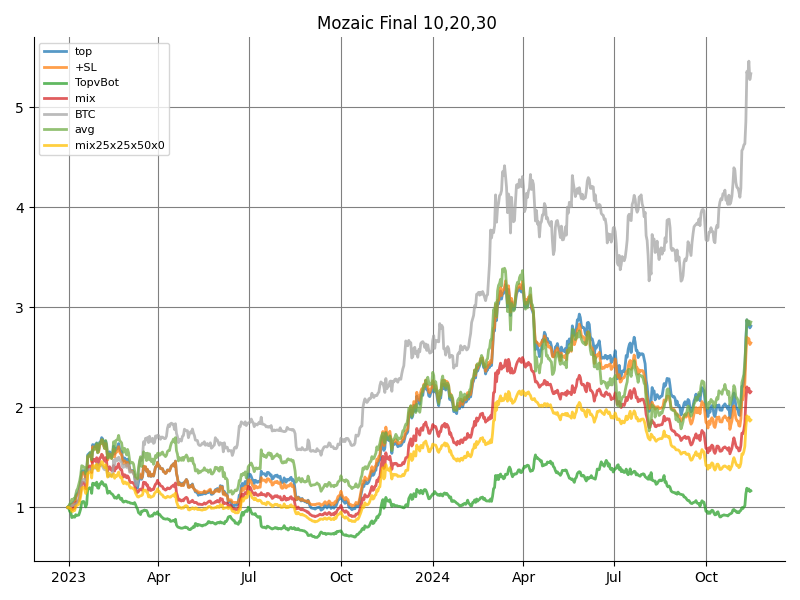 Mozaic Final 10,20,30
top
+SL
TopvBot
mix
BTC
avg
mix25x25x50x0
5
4
3
2
1
2023 Apr Jul Oct 2024 Apr Jul Oct